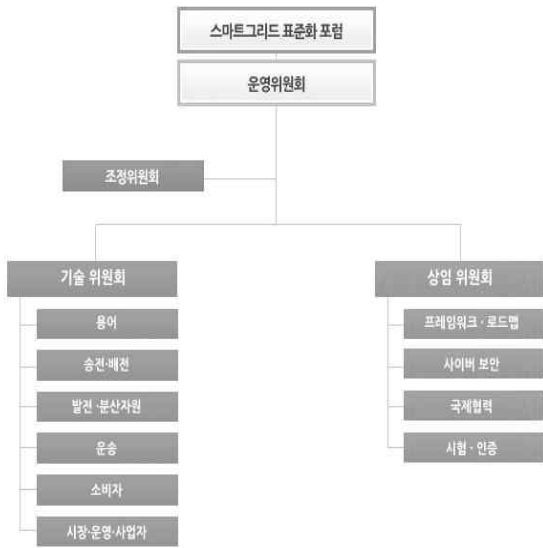 스마트그리드 표준화 포럼
운영위원회
조정위원회
기술 위원회
용어
송전·배전
발전 ·분산자원
운송
소비자
시장·운영·사업자
상임 위원회
프레임워크 · 로드맵
사이버 보안
국제협력
시험 · 인증